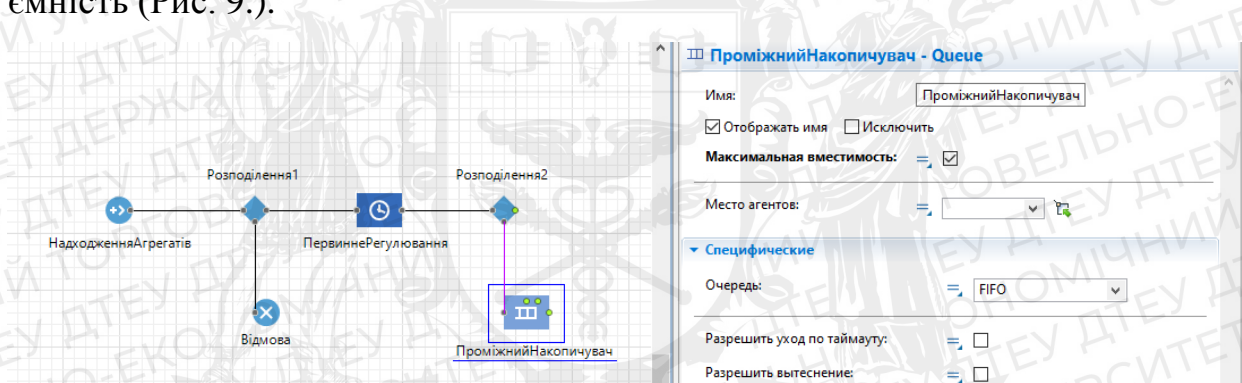 ємність (Рис. 9.).
ПроміжнийНакопичувач - Queue
Имя: ПроміжнийНакопичувач
Отображать имя Исключить
Максимальная вместимость:
Место агентов:
Специфические
Очередь: FIFO
Разрешить уход по таймауту:
Разрешить вытеснение:
Розподілення1
Розподілення2
НадходженняАгрегатів
ПервиннеРегулювання
Відмова
ПроміжнийНакопичувач